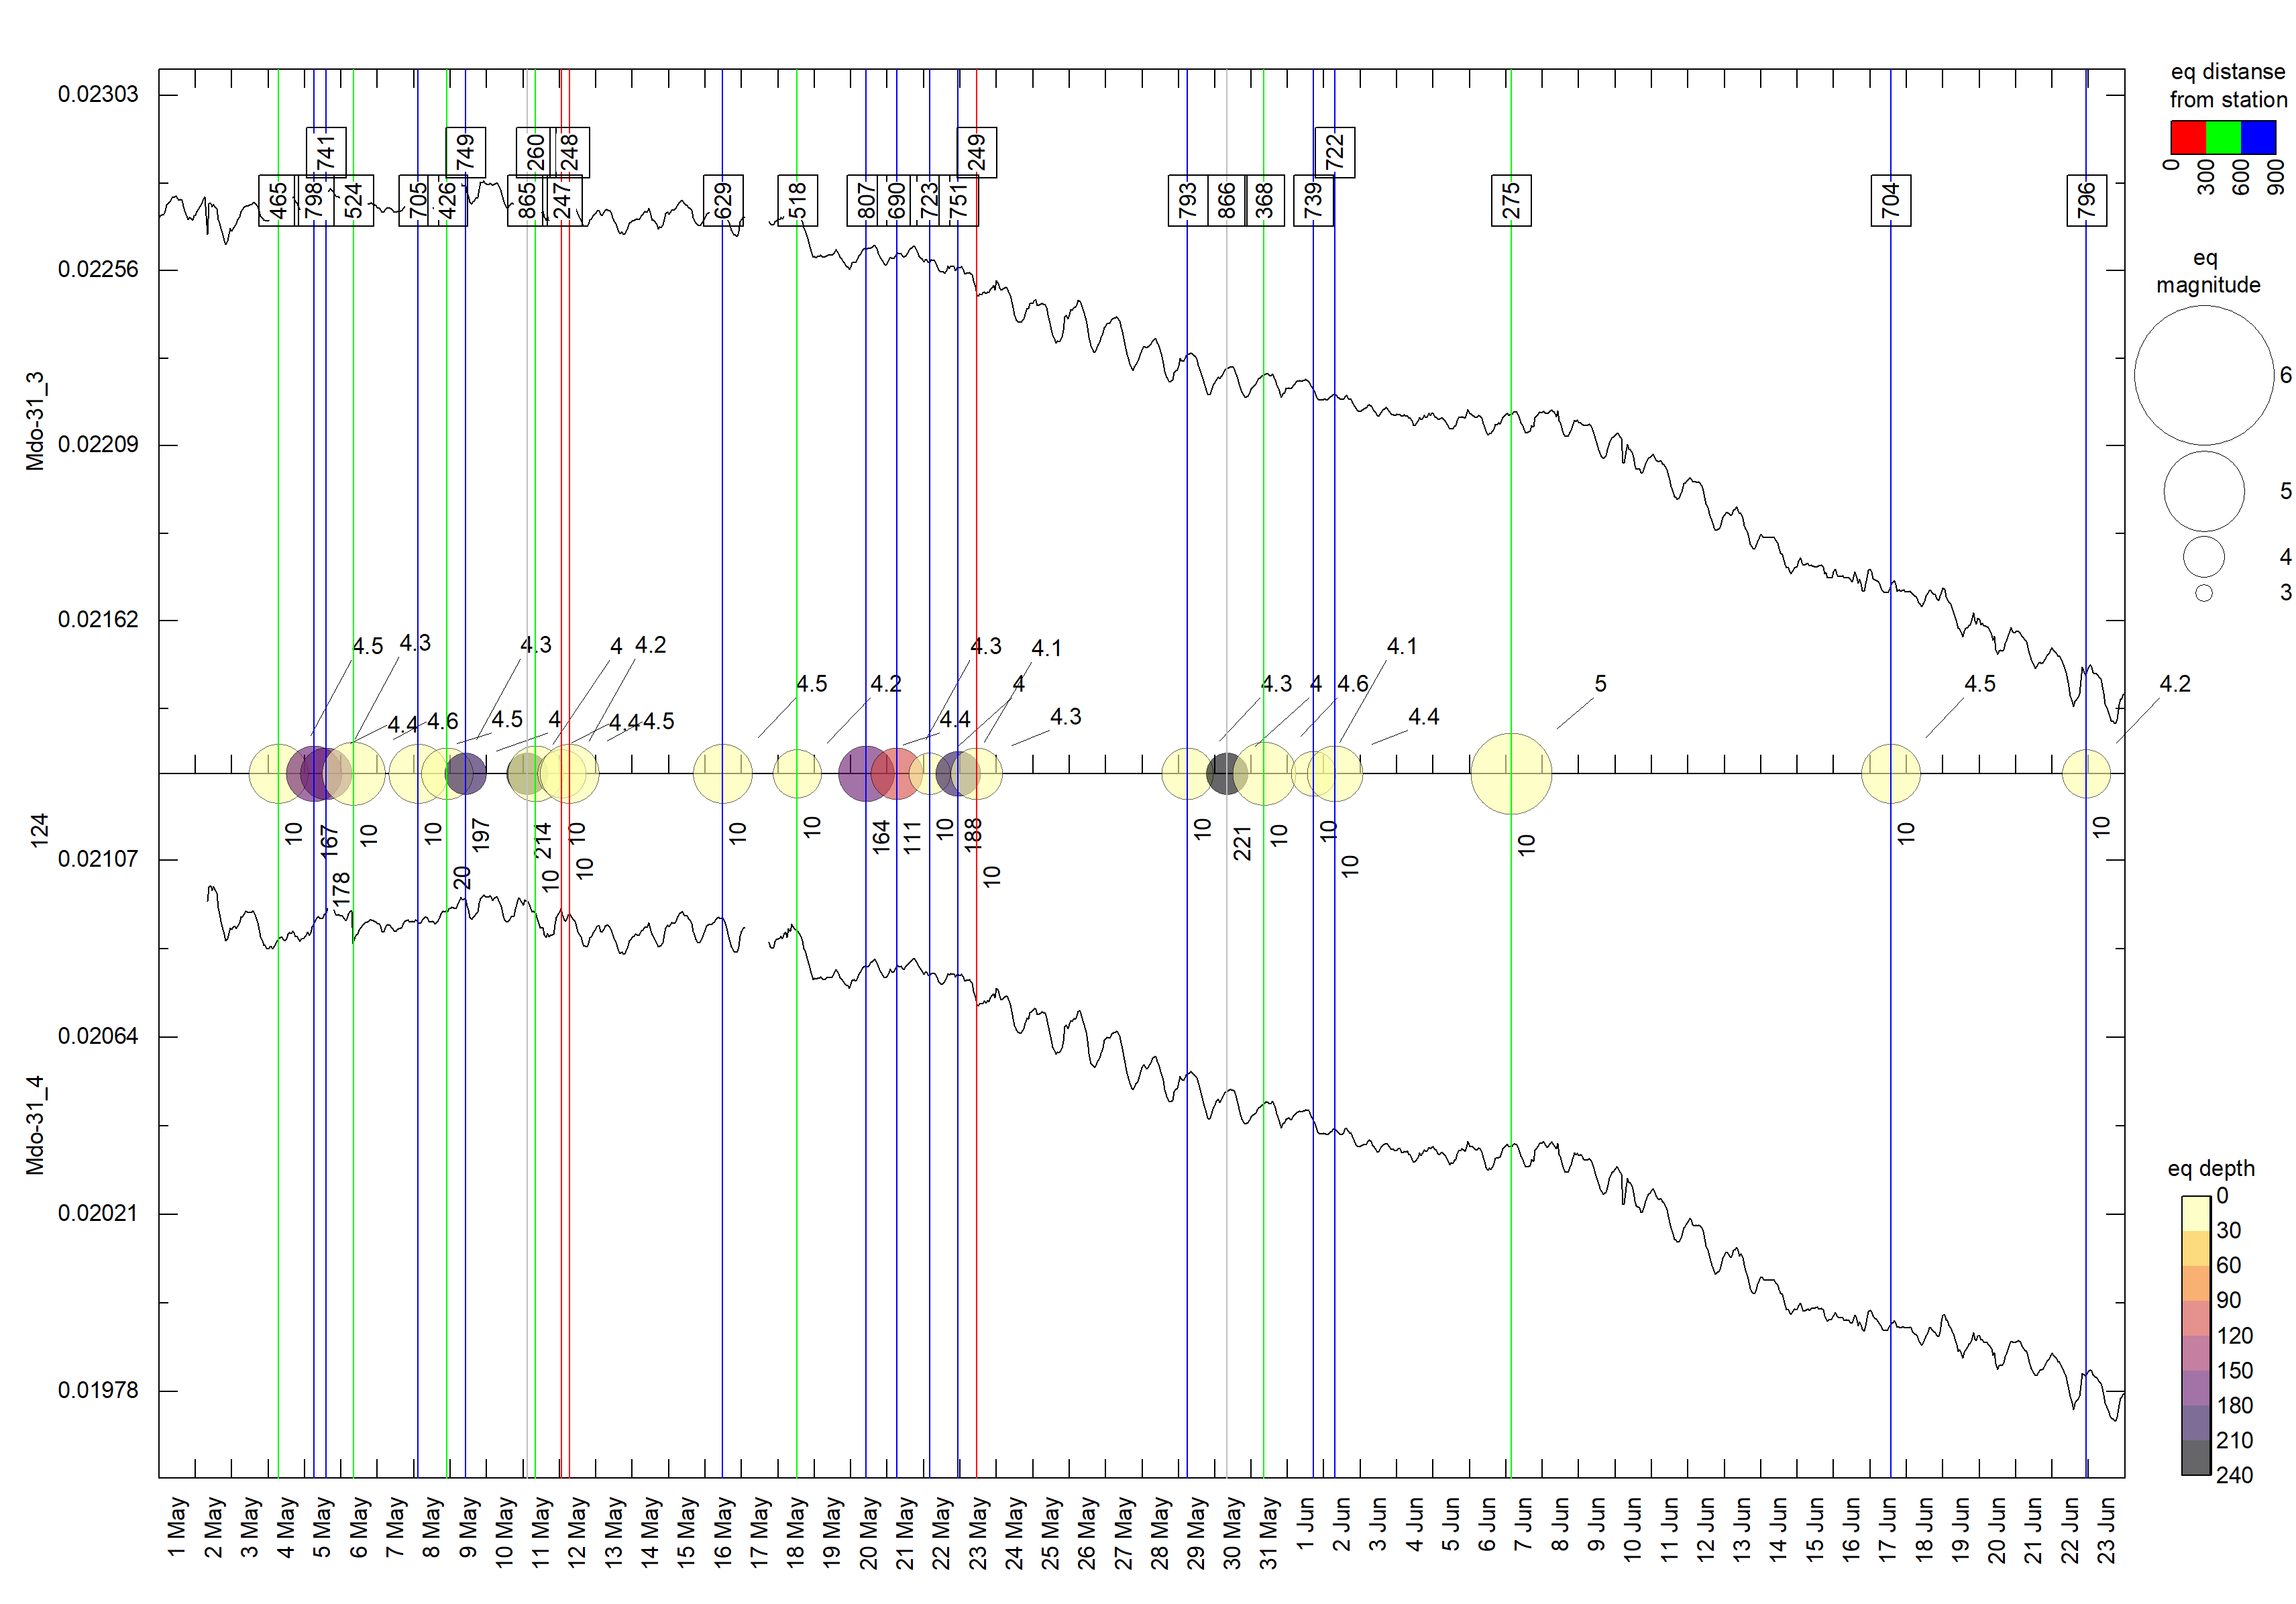 eq distanse
from station
0
300
600
900
eq
magnitude
6
5
4
3
eq depth
0
30
60
90
120
150
180
210
240
0.02303
0.02256
0.02209
0.02162
Mdo-31_3
741
749
260
248
249
722
465
798
524
705
426
865
247
629
518
807
690
723
751
793
866
368
739
275
704
796
4.5
4.3
4.3
4
4.2
4.3
4.1
4.1
4.5
4.2
4
4.3
4
4.6
5
4.5
4.2
4.4
4.6
4.5
4
4.4
4.5
4.4
4.3
4.4
124
10
167
178
10
10
20
197
214
10
10
10
10
10
164
111
10
188
10
10
221
10
10
10
10
10
10
0.02107
0.02064
0.02021
0.01978
Mdo-31_4
1 May
2 May
3 May
4 May
5 May
6 May
7 May
8 May
9 May
10 May
11 May
12 May
13 May
14 May
15 May
16 May
17 May
18 May
19 May
20 May
21 May
22 May
23 May
24 May
25 May
26 May
27 May
28 May
29 May
30 May
31 May
1 Jun
2 Jun
3 Jun
4 Jun
5 Jun
6 Jun
7 Jun
8 Jun
9 Jun
10 Jun
11 Jun
12 Jun
13 Jun
14 Jun
15 Jun
16 Jun
17 Jun
18 Jun
19 Jun
20 Jun
21 Jun
22 Jun
23 Jun